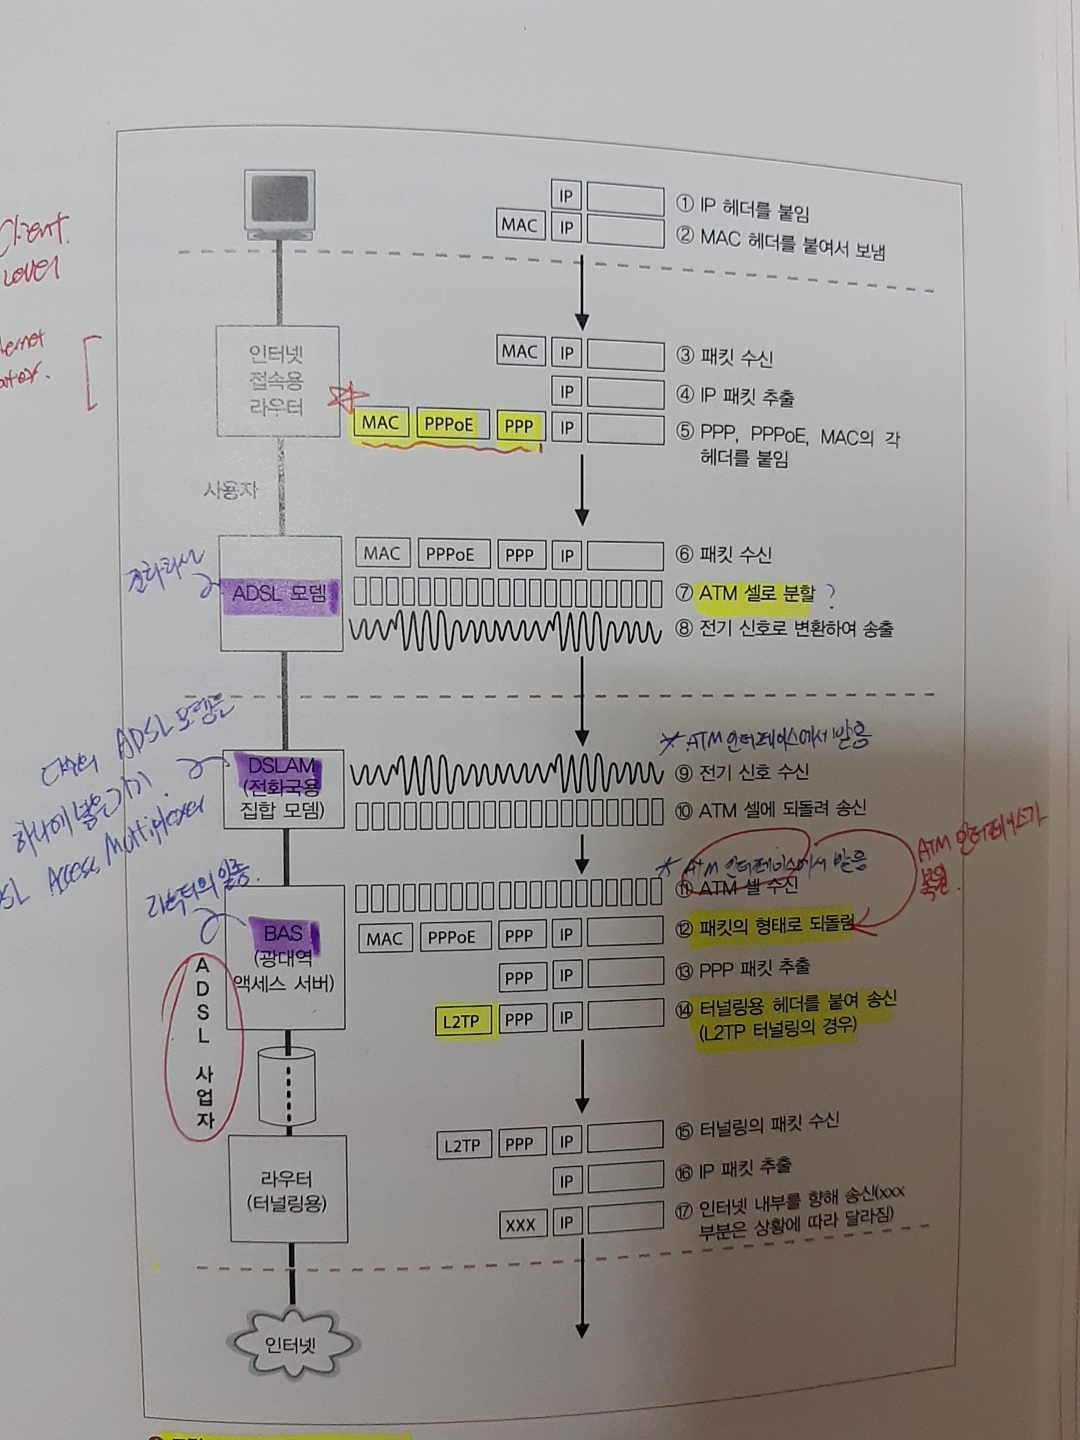 IP
① IP 헤더를 붙임
MAC IP
② MAC 헤더를 붙여서 보냄
Client
Level
인터넷
접속용
라우터
MAC IP
③ 패킷 수신
IP
④ IP 패킷 추출
MAC PPPoE PPP IP
⑤ PPP, PPPoE, MAC의 각
헤더를 붙임
사용자
전화회선
ADSL 모뎀
MAC PPPoE PPP IP
⑥ 패킷 수신
⑦ ATM 셀로 분할 ?
⑧ 전기 신호로 변환하여 송출
다수의 ADSL 모뎀을
하나에 넣은 기기
Access Multiplexer
DSLAM
(전화국용
집합 모뎀)
* ATM 인터페이스에서 받음
⑨ 전기 신호 수신
⑩ ATM 셀에 되돌려 송신
* ATM 인터페이스에서 받음
⑪ ATM 셀 수신
ATM 인터페이스가
라우터의 일종.
BAS
(광대역
액세스 서버)
MAC PPPoE PPP IP
⑫ 패킷의 형태로 되돌림
PPP IP
⑬ PPP 패킷 추출
L2TP PPP IP
⑭ 터널링용 헤더를 붙여 송신
(L2TP 터널링의 경우)
ADSL 사업자
라우터
(터널링용)
L2TP PPP IP
⑮ 터널링의 패킷 수신
IP
⑯ IP 패킷 추출
XXX IP
⑰ 인터넷 내부를 향해 송신(xxx
부분은 상황에 따라 달라짐)
인터넷